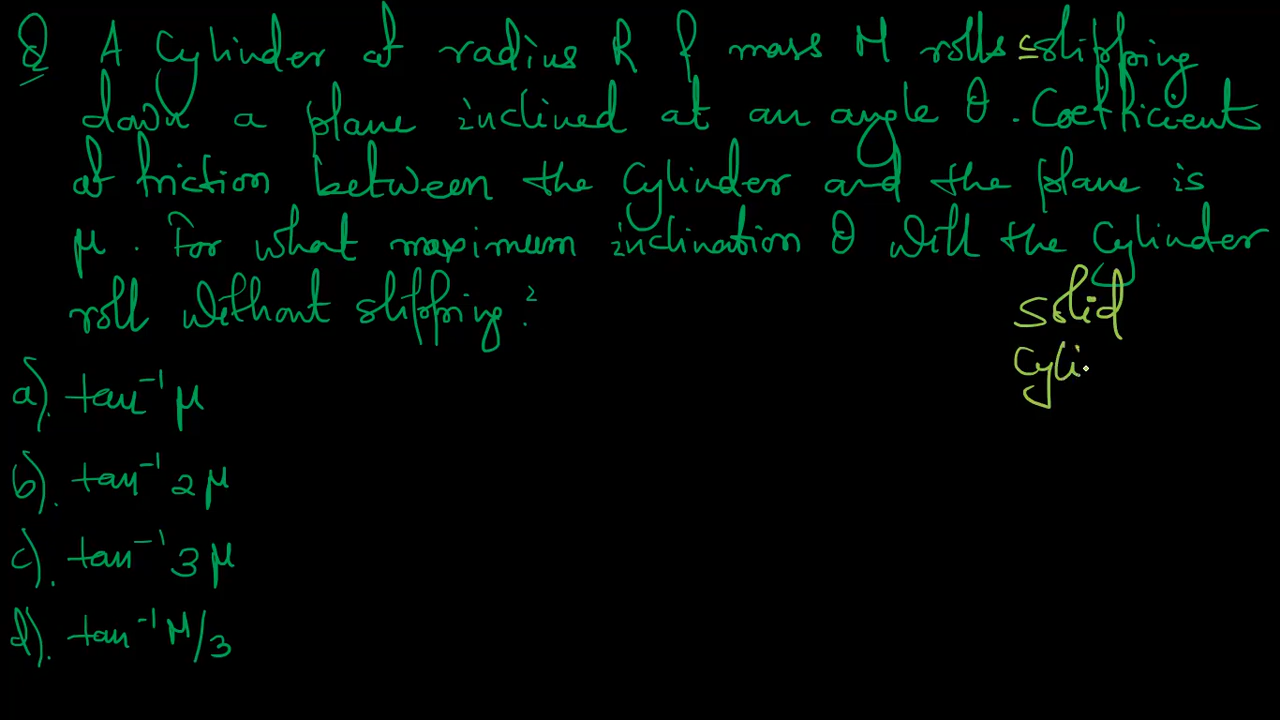 Q A Cylinder of radius R & mass M rolls c slipping
down a plane inclined at an angle θ. Coefficient
of friction between the cylinder and the plane is
μ. For what maximum inclination θ will the cylinder
roll without slipping?
solid
cyli
a). tan⁻¹ μ
b). tan⁻¹ 2μ
c). tan⁻¹ 3μ
d). tan⁻¹ μ/3